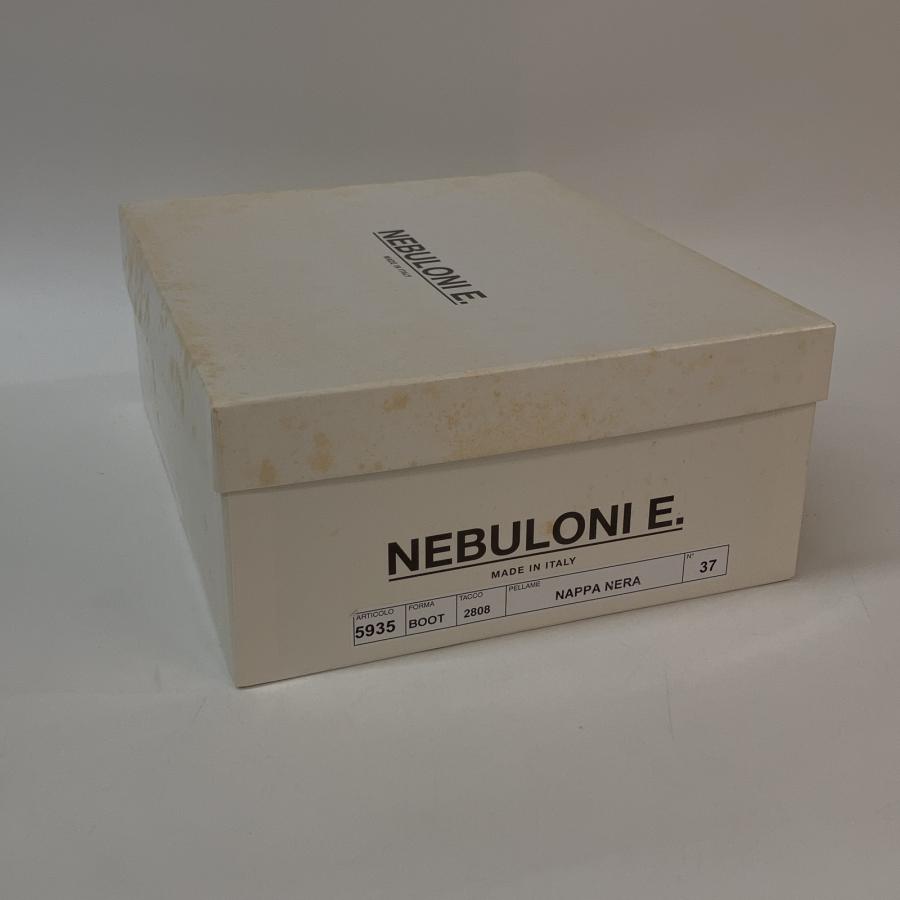 NEBULONI E.
MADE IN ITALY
NEBULONI E.
MADE IN ITALY
ARTICOLO FORMA TACCO PELLAME N°
5935 BOOT 2808 NAPPA NERA 37